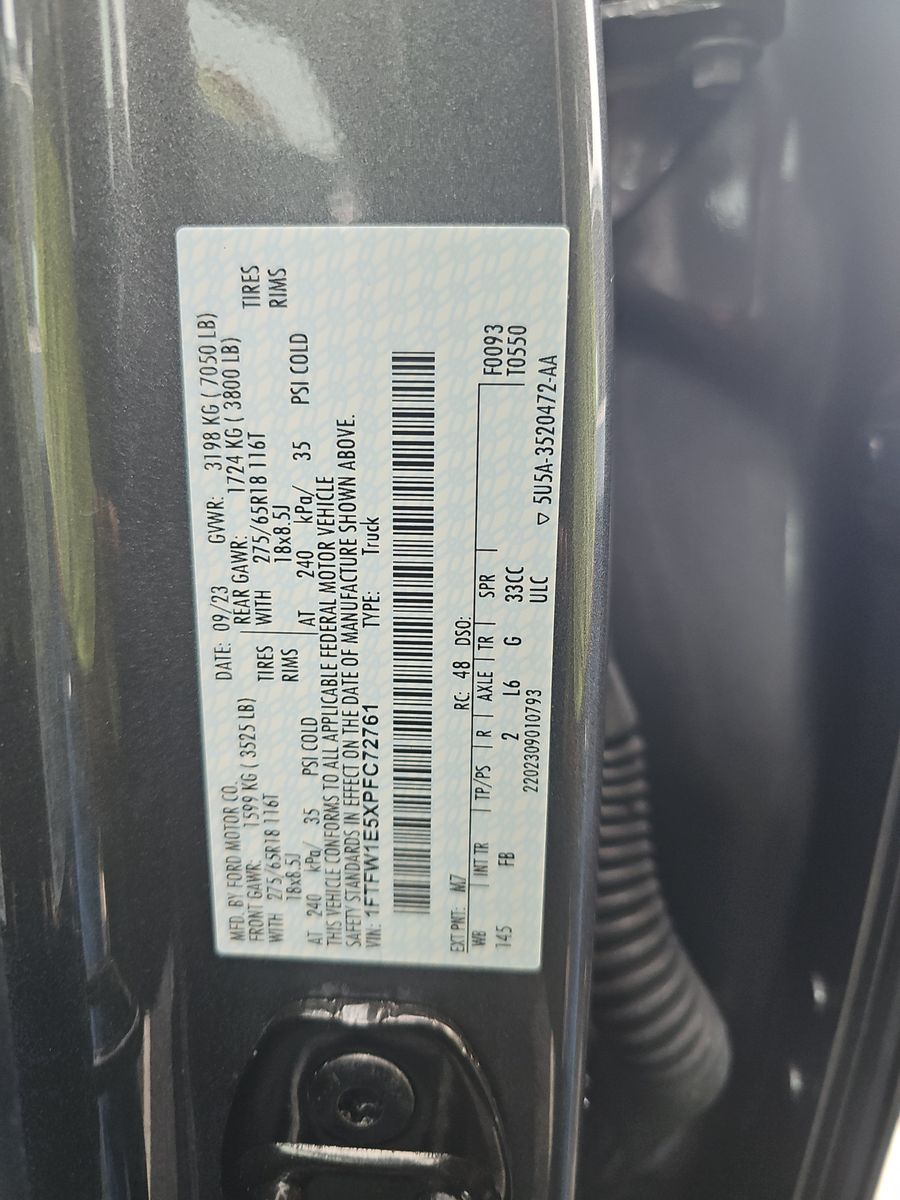 MFD. BY FORD MOTOR CO. DATE: 09/23 GVWR: 3198 KG ( 7050 LB)
FRONT GAWR: 1599 KG ( 3525 LB) REAR GAWR: 1724 KG ( 3800 LB)
WITH 275/65R18 116T TIRES WITH 275/65R18 116T TIRES
18x8.5J RIMS 18x8.5J RIMS
AT 240 kPa/ 35 PSI COLD AT 240 kPa/ 35 PSI COLD
THIS VEHICLE CONFORMS TO ALL APPLICABLE FEDERAL MOTOR VEHICLE
SAFETY STANDARDS IN EFFECT ON THE DATE OF MANUFACTURE SHOWN ABOVE.
VIN: 1FTFW1E5XPFC72761 TYPE: Truck
EXT PNT: M7 RC: 48 DSO:
WB INT TR TP/PS R AXLE TR SPR F0093
145 FB 2 L6 G 33CC T0550
2202309010793 ULC ▽ 5U5A-3520472-AA